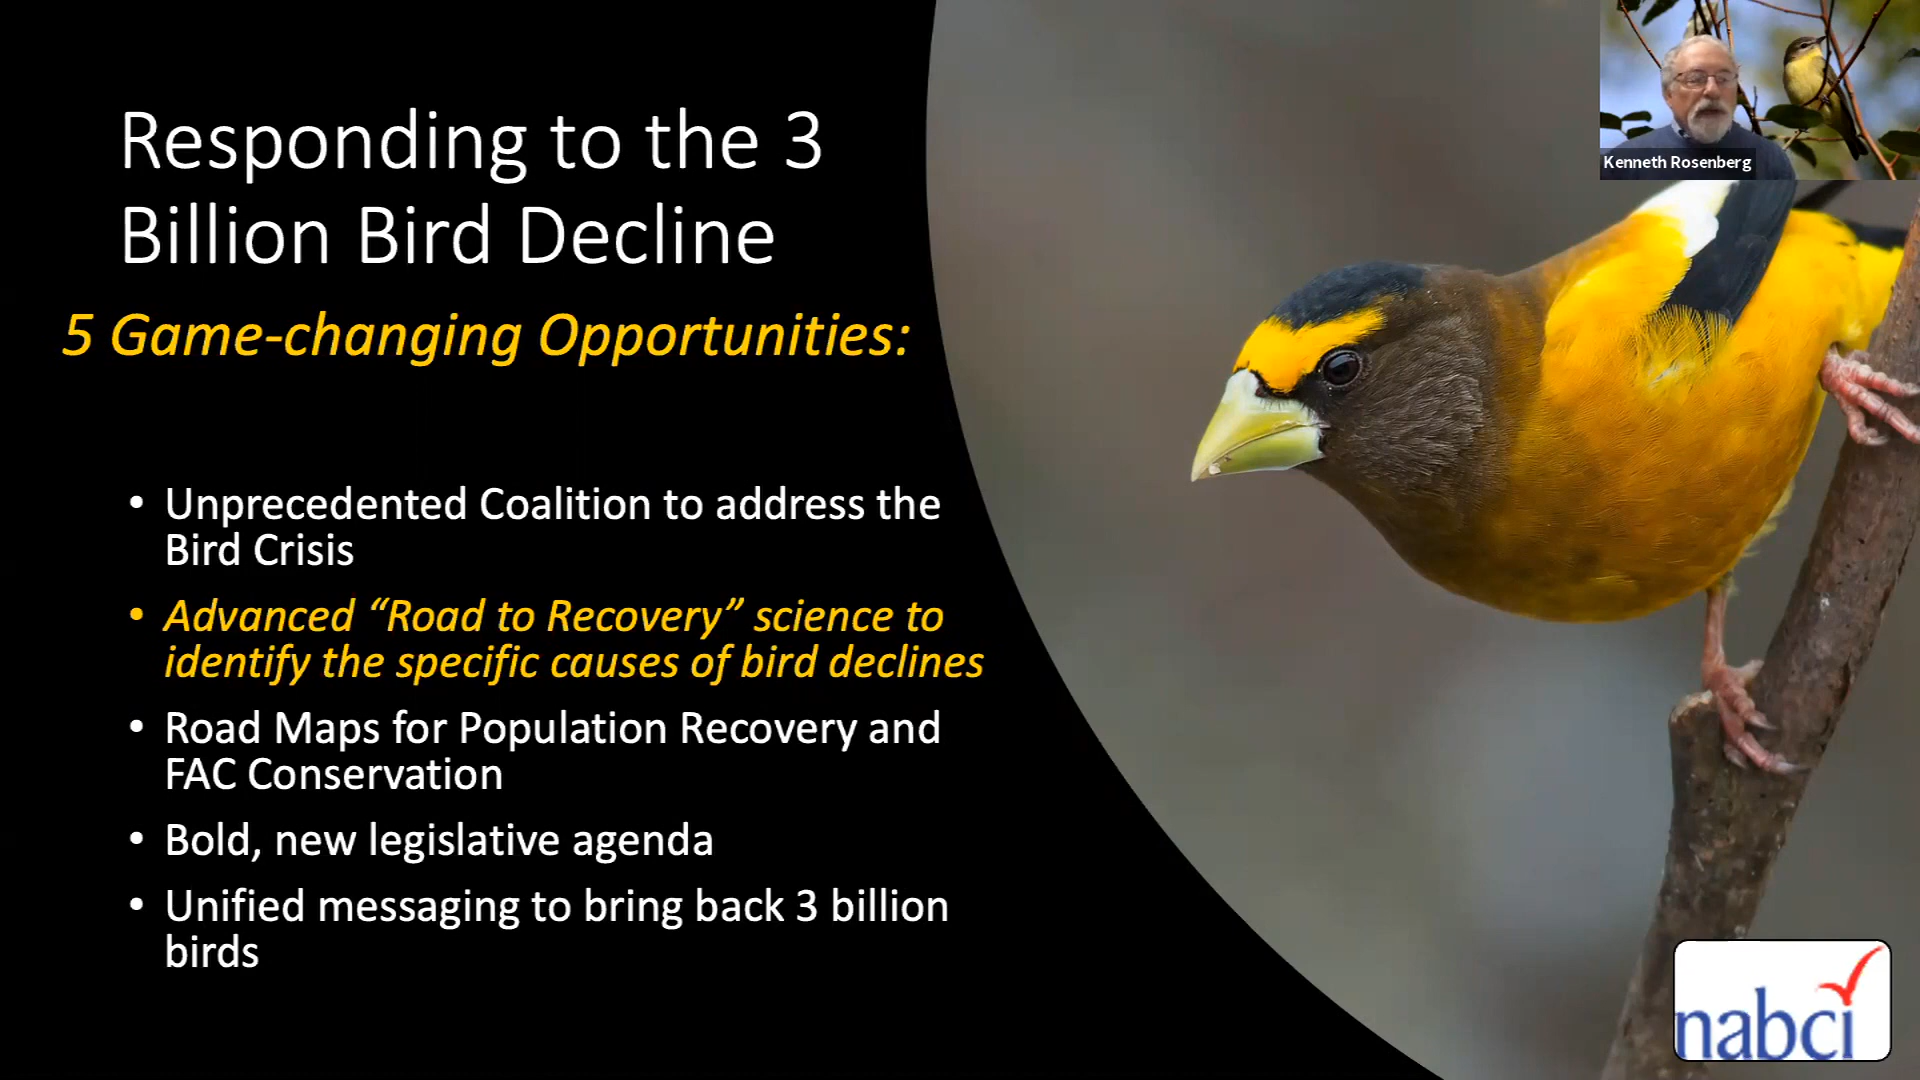 Responding to the 3
Billion Bird Decline
5 Game-changing Opportunities:
• Unprecedented Coalition to address the
Bird Crisis
• Advanced “Road to Recovery” science to
identify the specific causes of bird declines
• Road Maps for Population Recovery and
FAC Conservation
• Bold, new legislative agenda
• Unified messaging to bring back 3 billion
birds
Kenneth Rosenberg
nabci